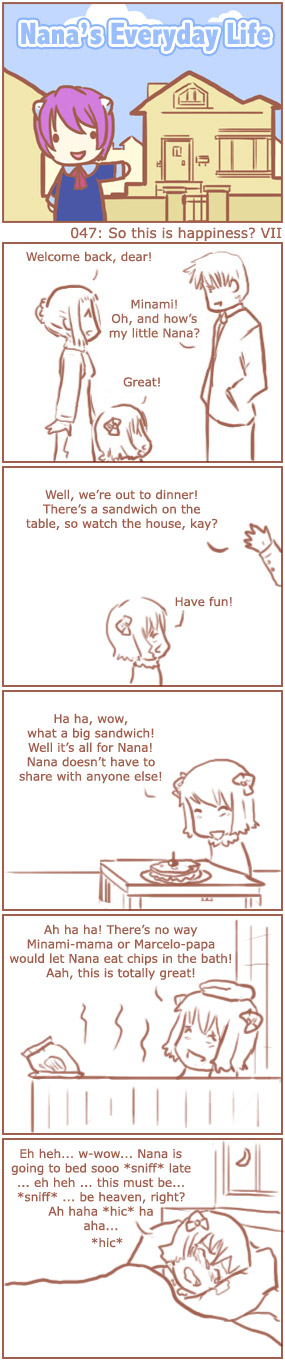 Nana's Everyday Life
047: So this is happiness? VII
Welcome back, dear!
Minami!
Oh, and how's
my little Nana?
Great!
Well, we're out to dinner!
There's a sandwich on the
table, so watch the house, kay?
Have fun!
Ha ha, wow,
what a big sandwich!
Well it's all for Nana!
Nana doesn't have to
share with anyone else!
Ah ha ha! There's no way
Minami-mama or Marcelo-papa
would let Nana eat chips in the bath!
Aah, this is totally great!
Eh heh... w-wow... Nana is
going to bed sooo *sniff* late
... eh heh ... this must be...
*sniff* ... be heaven, right?
Ah haha *hic* ha
aha...
*hic*